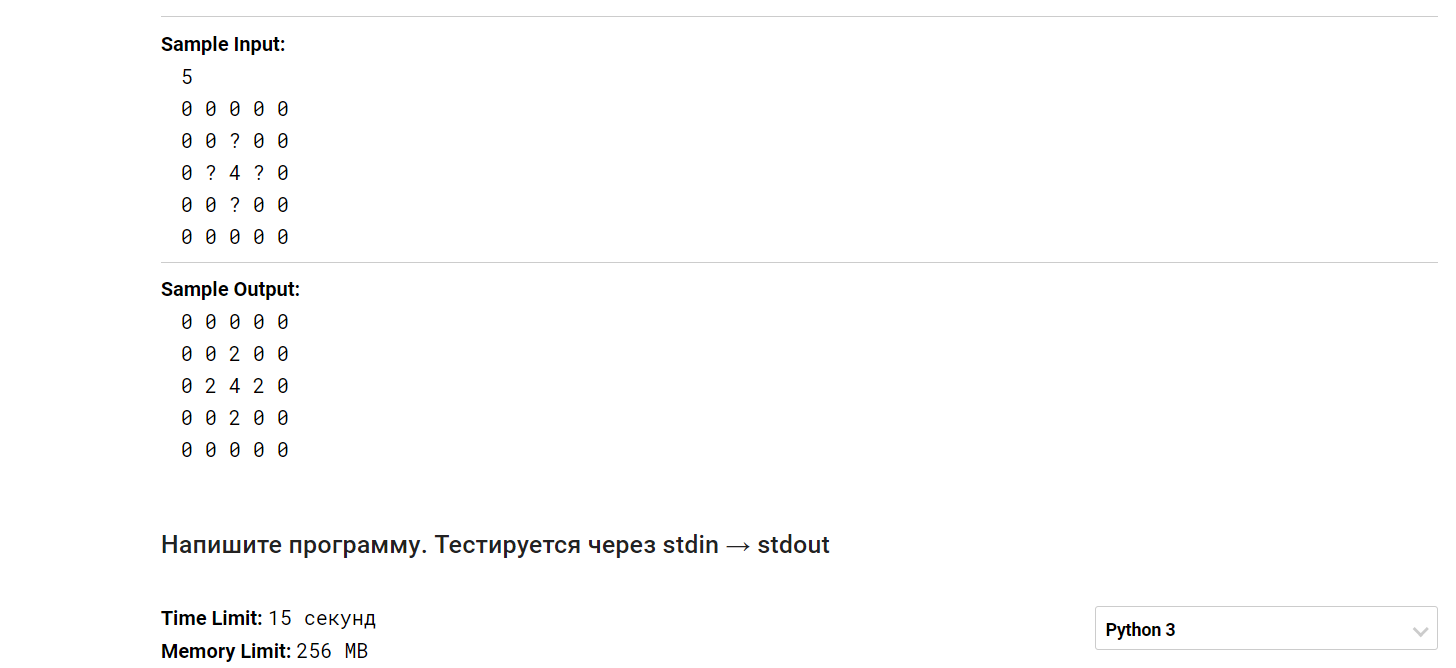 Sample Input:
5
0 0 0 0 0
0 0 ? 0 0
0 ? 4 ? 0
0 0 ? 0 0
0 0 0 0 0
Sample Output:
0 0 0 0 0
0 0 2 0 0
0 2 4 2 0
0 0 2 0 0
0 0 0 0 0
Напишите программу. Тестируется через stdin → stdout
Time Limit: 15 секунд
Python 3
Memory Limit: 256 MB